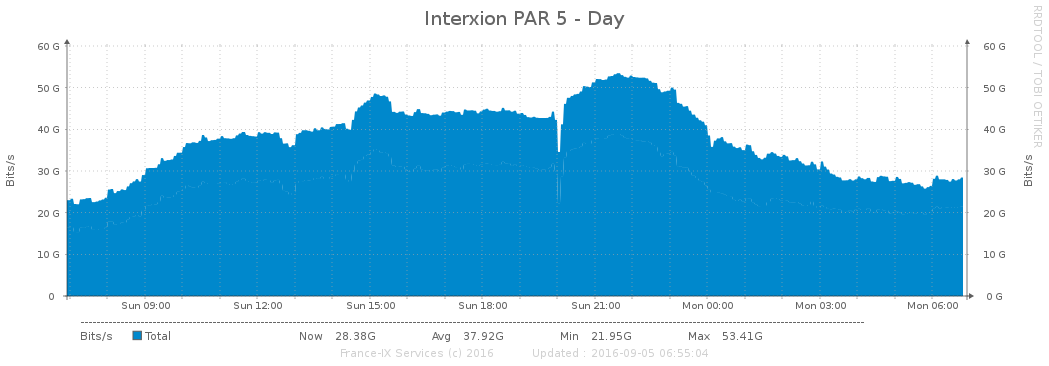 Interxion PAR 5 - Day
RRDTOOL / TOBI OETIKER
60 G 60 G
50 G 50 G
40 G 40 G
30 G 30 G
20 G 20 G
10 G 10 G
0 0 G
Bits/s
Bits/s
Sun 09:00 Sun 12:00 Sun 15:00 Sun 18:00 Sun 21:00 Mon 00:00 Mon 03:00 Mon 06:00
Bits/s Total Now 28.38G Avg 37.92G Min 21.95G Max 53.41G
France-IX Services (c) 2016 Updated : 2016-09-05 06:55:04